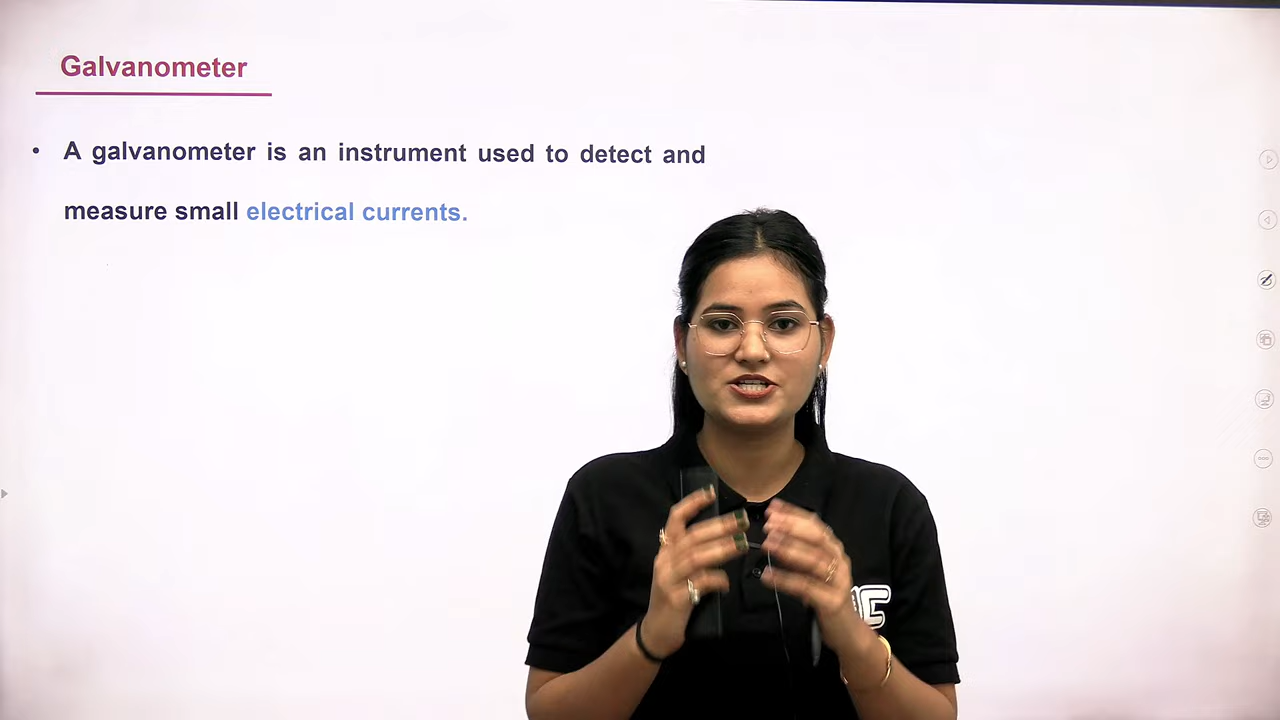 Galvanometer
• A galvanometer is an instrument used to detect and
measure small electrical currents.